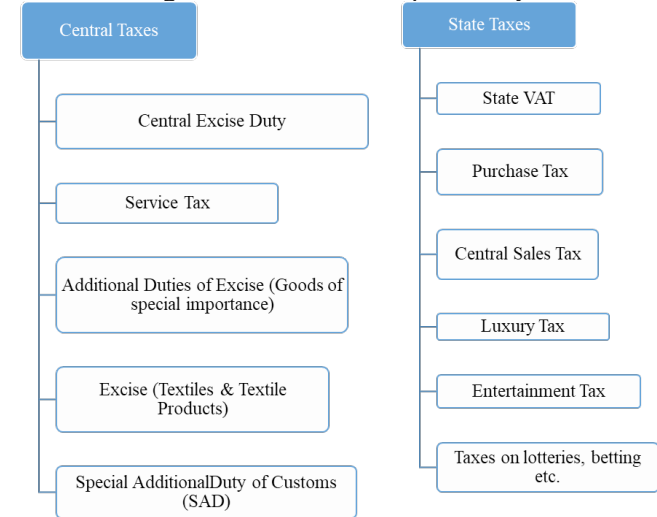 Central Taxes
Central Excise Duty
Service Tax
Additional Duties of Excise (Goods of
special importance)
Excise (Textiles & Textile
Products)
Special AdditionalDuty of Customs
(SAD)
State Taxes
State VAT
Purchase Tax
Central Sales Tax
Luxury Tax
Entertainment Tax
Taxes on lotteries, betting
etc.